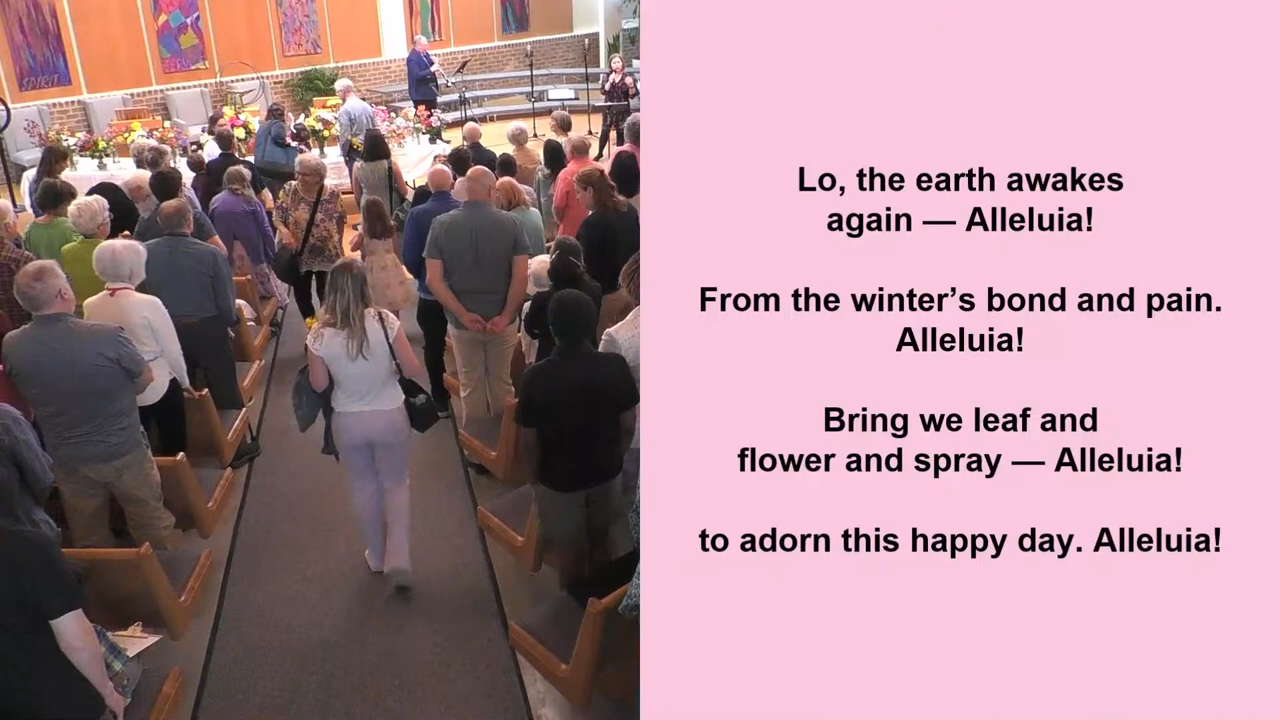 SPIRIT
Lo, the earth awakes
again — Alleluia!
From the winter's bond and pain.
Alleluia!
Bring we leaf and
flower and spray — Alleluia!
to adorn this happy day. Alleluia!